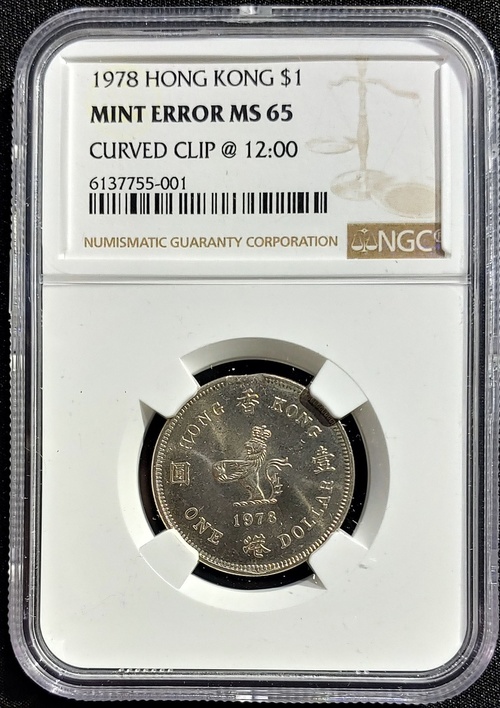 1978 HONG KONG $1
MINT ERROR MS 65
CURVED CLIP @ 12:00
6137755-001
NUMISMATIC GUARANTY CORPORATION
NGC
HONG 香 KONG
圓 壹
1978
ONE 港 DOLLAR